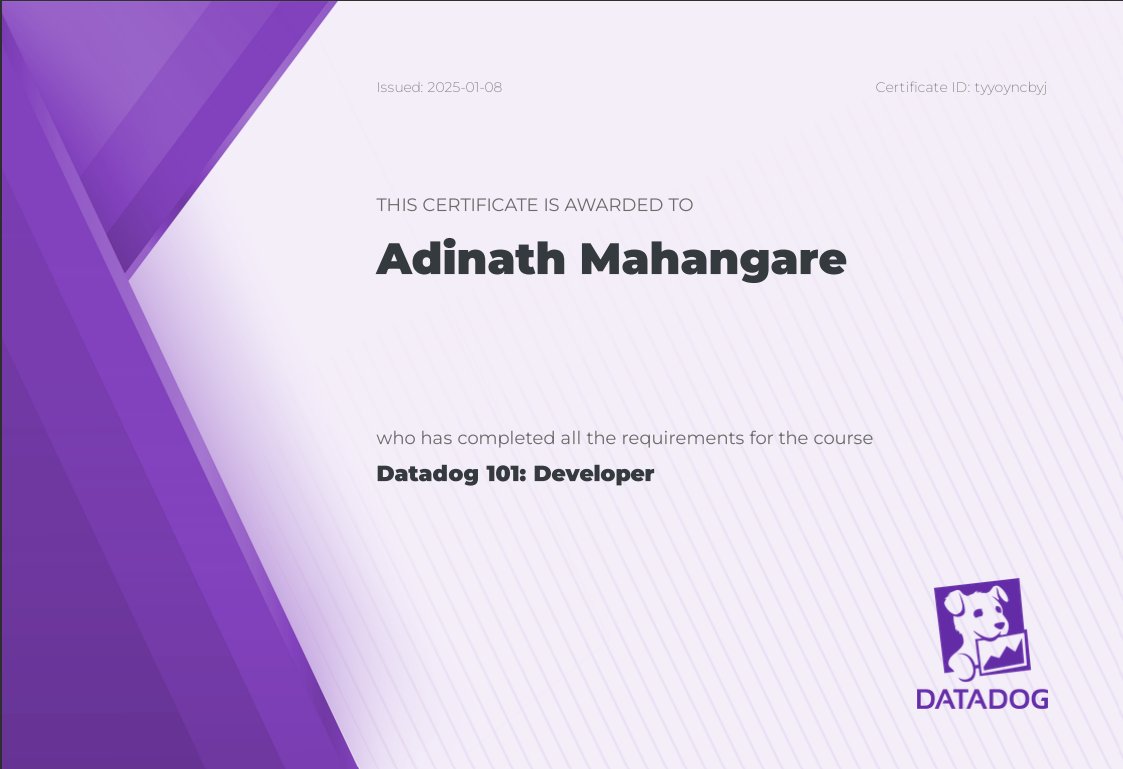 Issued: 2025-01-08
Certificate ID: tyyoyncbyj
THIS CERTIFICATE IS AWARDED TO
Adinath Mahangare
who has completed all the requirements for the course
Datadog 101: Developer
DATADOG